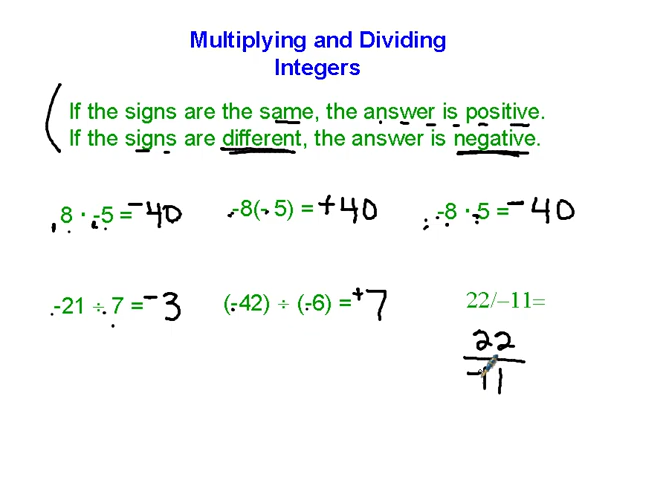 Multiplying and Dividing
Integers
If the signs are the same, the answer is positive.
If the signs are different, the answer is negative.
8 · -5 = -40 -8(- 5) = +40 -8 · 5 = -40
-21 ÷ 7 = -3 (-42) ÷ (-6) = +7 22/–11=
22
-11